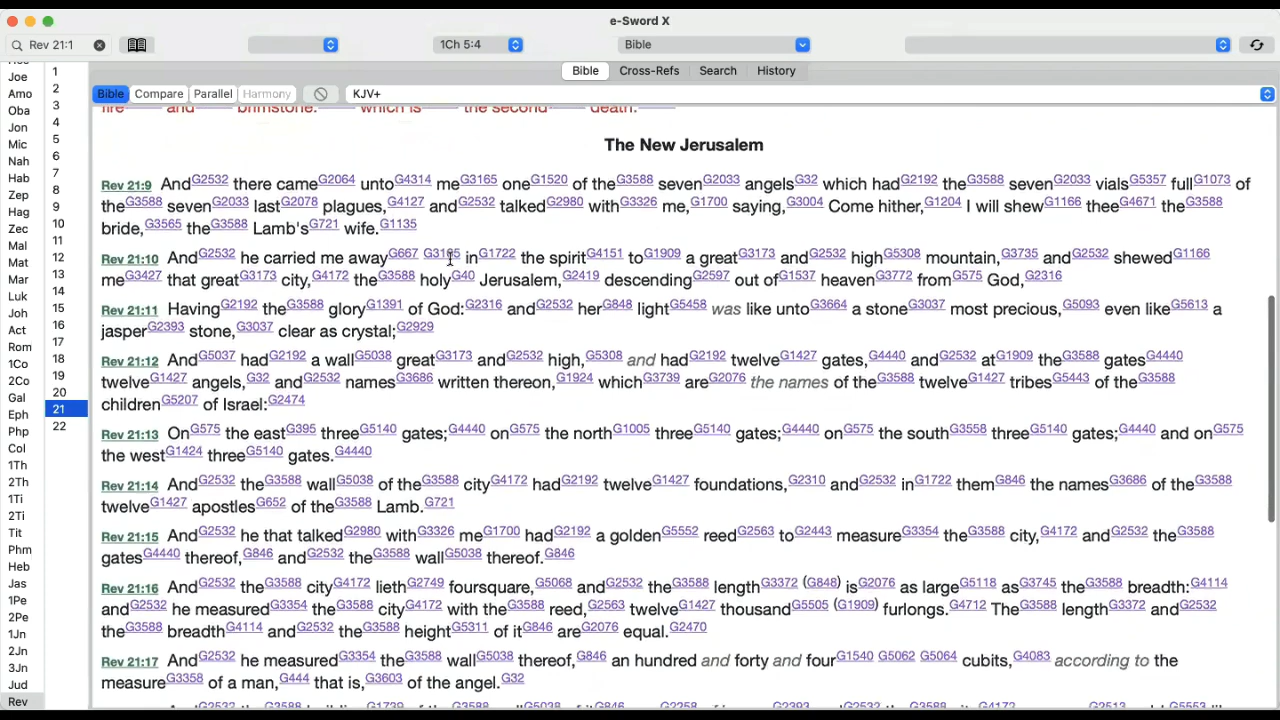 e-Sword X
Rev 21:1
1Ch 5:4
Bible
Bible Cross-Refs Search History
Bible Compare Parallel Harmony KJV+
Joe
Amo
Oba
Jon
Mic
Nah
Hab
Zep
Hag
Zec
Mal
Mat
Mar
Luk
Joh
Act
Rom
1Co
2Co
Gal
Eph
Php
Col
1Th
2Th
1Ti
2Ti
Tit
Phm
Heb
Jas
1Pe
2Pe
1Jn
2Jn
3Jn
Jud
Rev
1
2
3
4
5
6
7
8
9
10
11
12
13
14
15
16
17
18
19
20
21
22
fire and brimstone: which is the second death.
The New Jerusalem
Rev 21:9 AndG2532 there cameG2064 untoG4314 meG3165 oneG1520 of theG3588 sevenG2033 angelsG32 which hadG2192 theG3588 sevenG2033 vialsG5357 fullG1073 of
theG3588 sevenG2033 lastG2078 plagues,G4127 andG2532 talkedG2980 withG3326 me,G1700 saying,G3004 Come hither,G1204 I will shewG1166 theeG4671 theG3588
bride,G3565 theG3588 Lamb'sG721 wife.G1135
Rev 21:10 AndG2532 he carried me awayG667 G3165 inG1722 the spiritG4151 toG1909 a greatG3173 andG2532 highG5308 mountain,G3735 andG2532 shewedG1166
meG3427 that greatG3173 city,G4172 theG3588 holyG40 Jerusalem,G2419 descendingG2597 out ofG1537 heavenG3772 fromG575 God,G2316
Rev 21:11 HavingG2192 theG3588 gloryG1391 of God:G2316 andG2532 herG848 lightG5458 was like untoG3664 a stoneG3037 most precious,G5093 even likeG5613 a
jasperG2393 stone,G3037 clear as crystal;G2929
Rev 21:12 AndG5037 hadG2192 a wallG5038 greatG3173 andG2532 high,G5308 and hadG2192 twelveG1427 gates,G4440 andG2532 atG1909 theG3588 gatesG4440
twelveG1427 angels,G32 andG2532 namesG3686 written thereon,G1924 whichG3739 areG2076 the names of theG3588 twelveG1427 tribesG5443 of theG3588
childrenG5207 of Israel:G2474
Rev 21:13 OnG575 the eastG395 threeG5140 gates;G4440 onG575 the northG1005 threeG5140 gates;G4440 onG575 the southG3558 threeG5140 gates;G4440 and onG575
the westG1424 threeG5140 gates.G4440
Rev 21:14 AndG2532 theG3588 wallG5038 of theG3588 cityG4172 hadG2192 twelveG1427 foundations,G2310 andG2532 inG1722 themG846 the namesG3686 of theG3588
twelveG1427 apostlesG652 of theG3588 Lamb.G721
Rev 21:15 AndG2532 he that talkedG2980 withG3326 meG1700 hadG2192 a goldenG5552 reedG2563 toG2443 measureG3354 theG3588 city,G4172 andG2532 theG3588
gatesG4440 thereof,G846 andG2532 theG3588 wallG5038 thereof.G846
Rev 21:16 AndG2532 theG3588 cityG4172 liethG2749 foursquare,G5068 andG2532 theG3588 lengthG3372 (G848) isG2076 as largeG5118 asG3745 theG3588 breadth:G4114
andG2532 he measuredG3354 theG3588 cityG4172 with theG3588 reed,G2563 twelveG1427 thousandG5505 (G1909) furlongs.G4712 TheG3588 lengthG3372 andG2532
theG3588 breadthG4114 andG2532 theG3588 heightG5311 of itG846 areG2076 equal.G2470
Rev 21:17 AndG2532 he measuredG3354 theG3588 wallG5038 thereof,G846 an hundred and forty and fourG1540 G5062 G5064 cubits,G4083 according to the
measureG3358 of a man,G444 that is,G3603 of the angel.G32